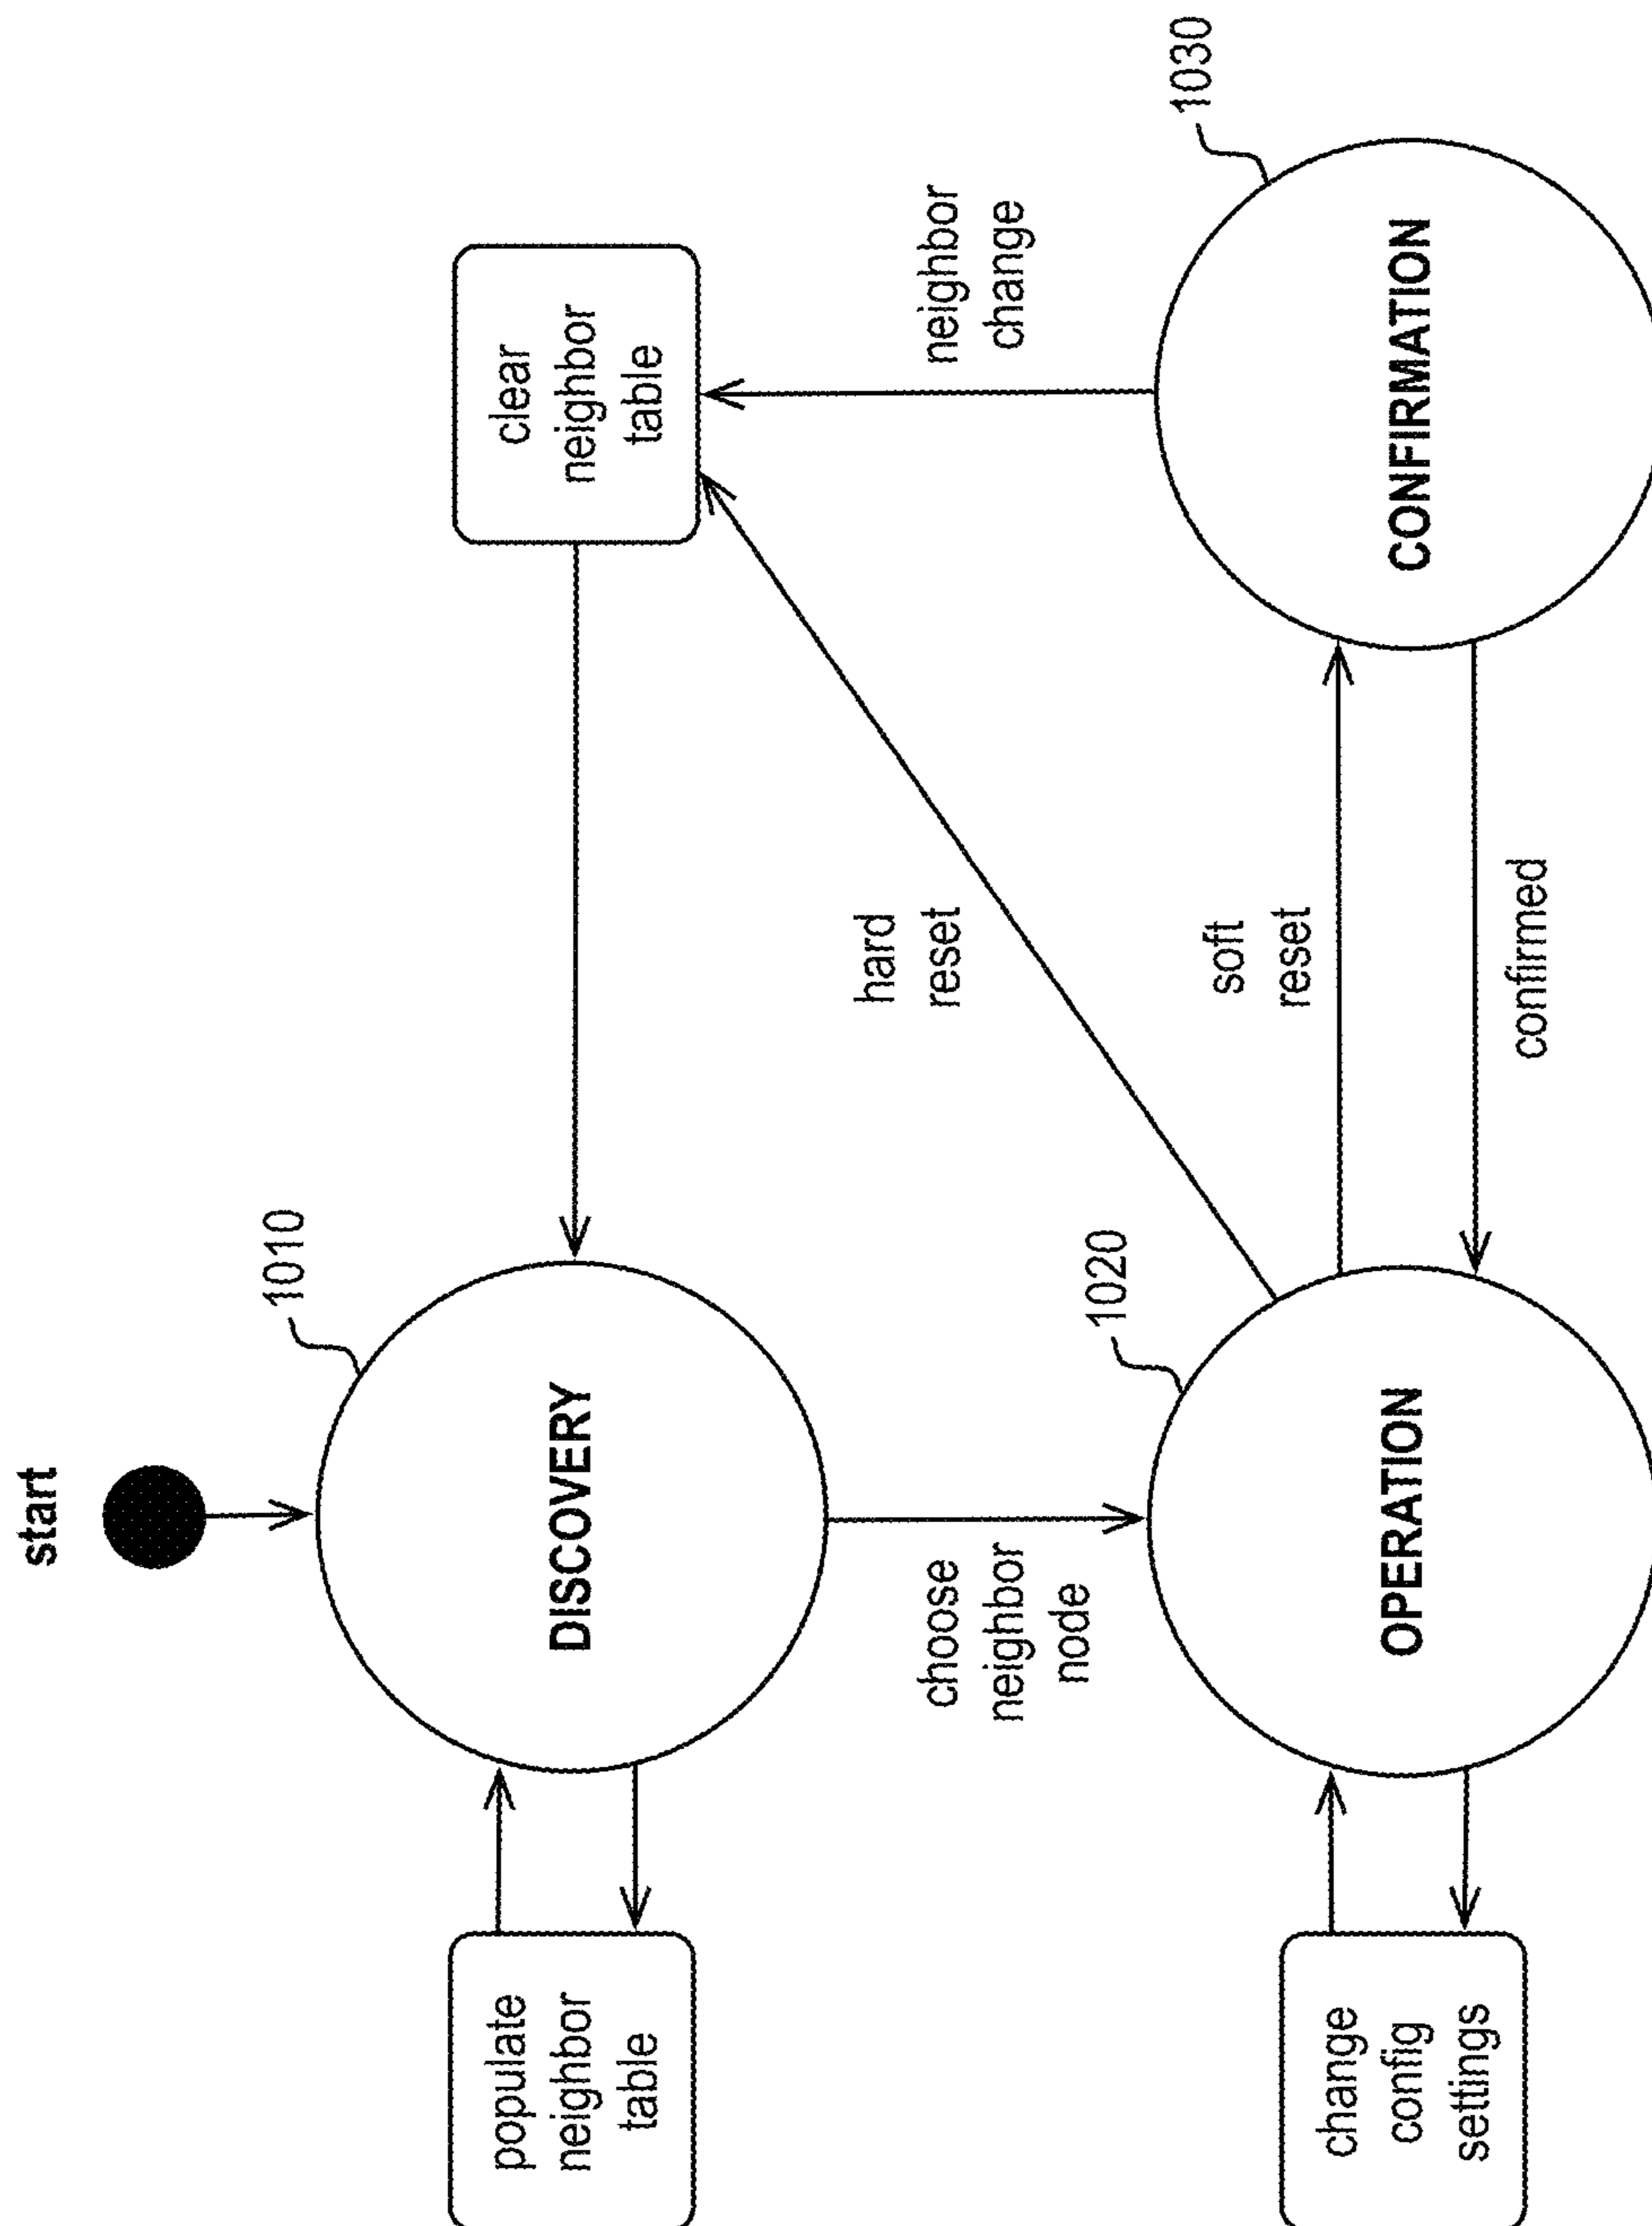 start
1010
DISCOVERY
populate
neighbor
table
clear
neighbor
table
choose
neighbor
node
hard
reset
neighbor
change
1020
OPERATION
change
config
settings
soft
reset
confirmed
1030
CONFIRMATION